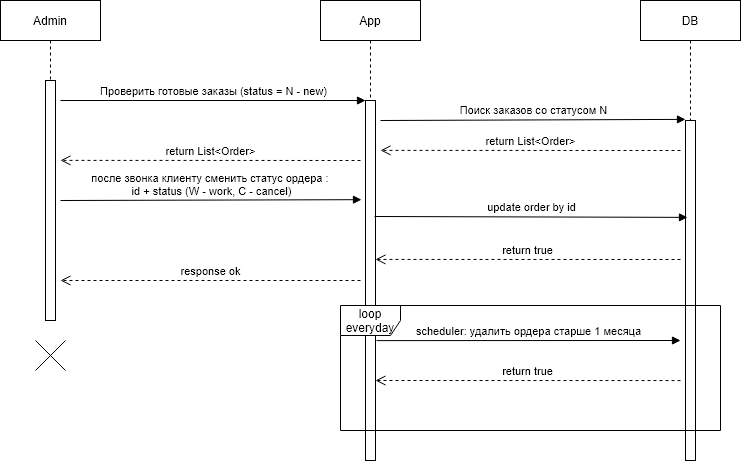 Admin
App
DB
Проверить готовые заказы (status = N - new)
Поиск заказов со статусом N
return List<Order>
return List<Order>
после звонка клиенту сменить статус ордера :
id + status (W - work, C - cancel)
update order by id
return true
response ok
loop
everyday
scheduler: удалить ордера старше 1 месяца
return true